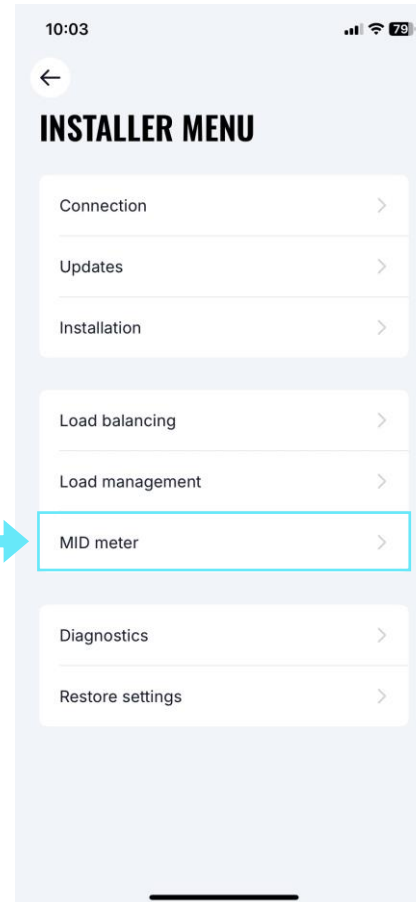 10:03
79
INSTALLER MENU
Connection
Updates
Installation
Load balancing
Load management
MID meter
Diagnostics
Restore settings